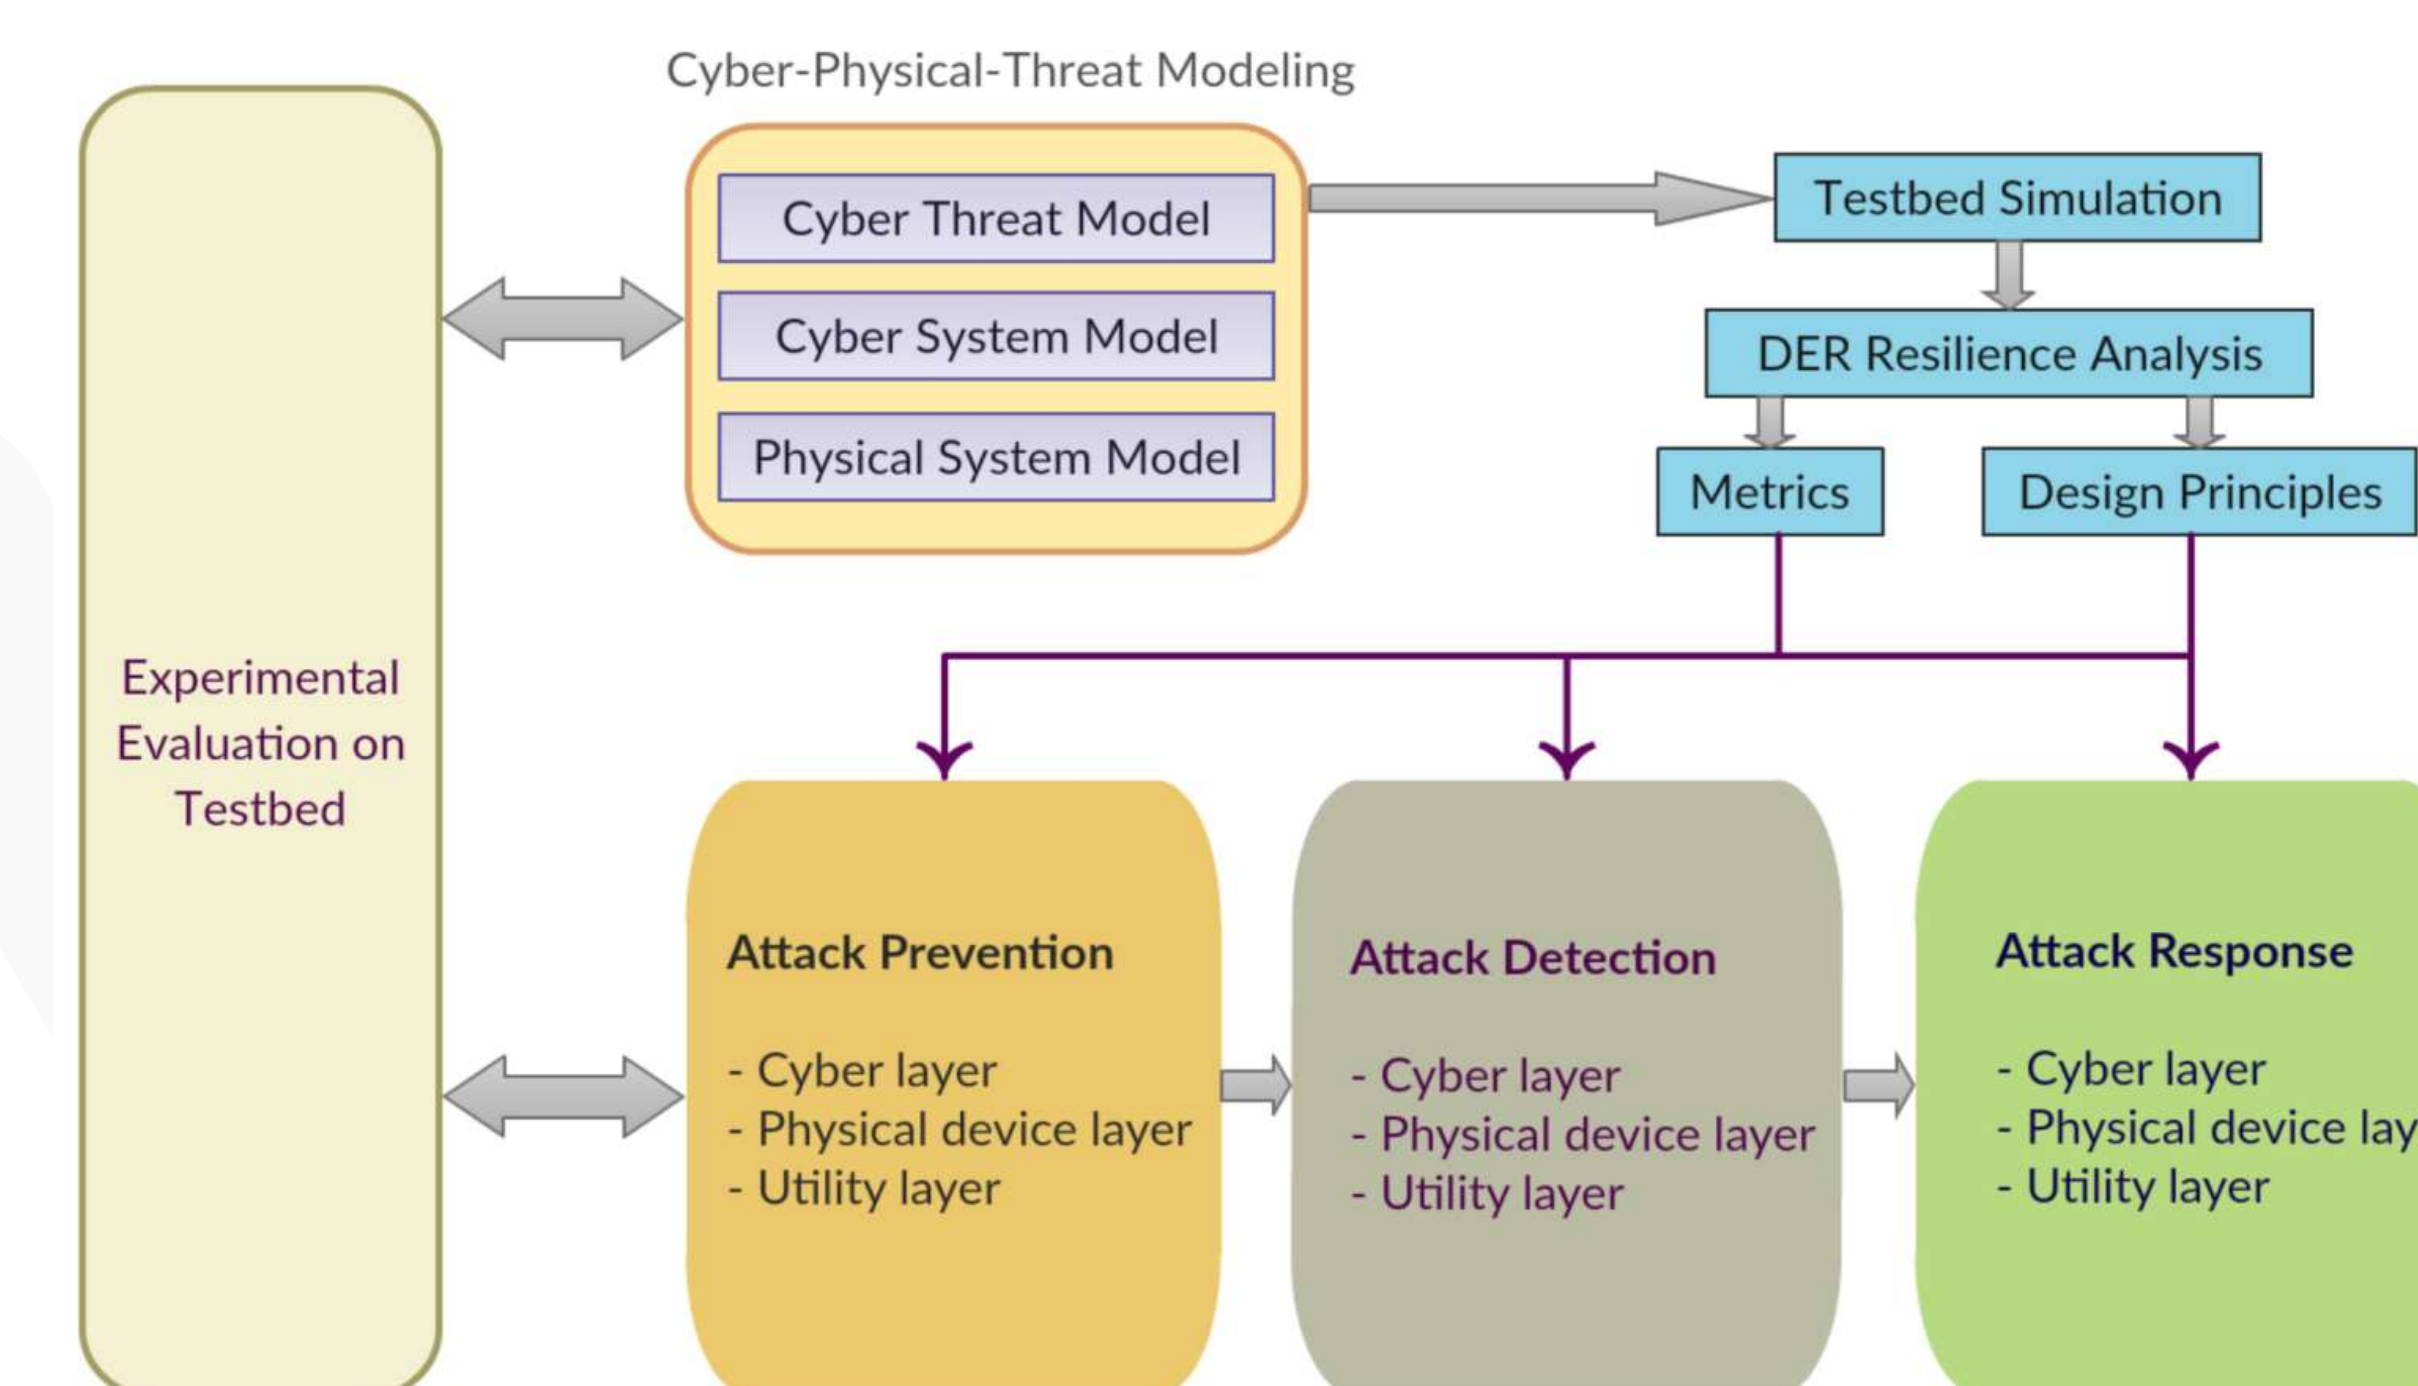 Cyber-Physical-Threat Modeling
Cyber Threat Model
Cyber System Model
Physical System Model
Testbed Simulation
DER Resilience Analysis
Metrics
Design Principles
Experimental
Evaluation on
Testbed
Attack Prevention
- Cyber layer
- Physical device layer
- Utility layer
Attack Detection
- Cyber layer
- Physical device layer
- Utility layer
Attack Response
- Cyber layer
- Physical device
- Utility layer